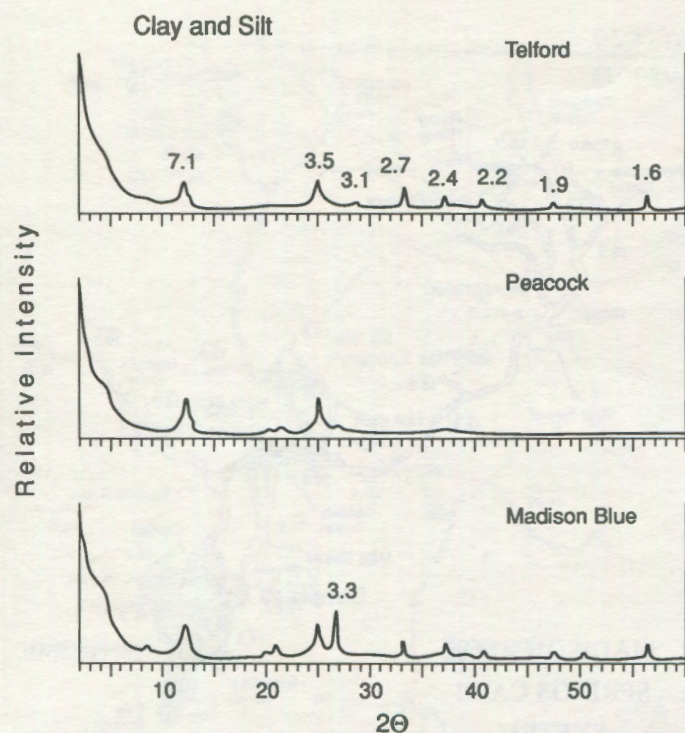 Clay and Silt
Telford
7.1
3.5
3.1
2.7
2.4
2.2
1.9
1.6
Relative Intensity
Peacock
Madison Blue
3.3
10 20 30 40 50
2Θ